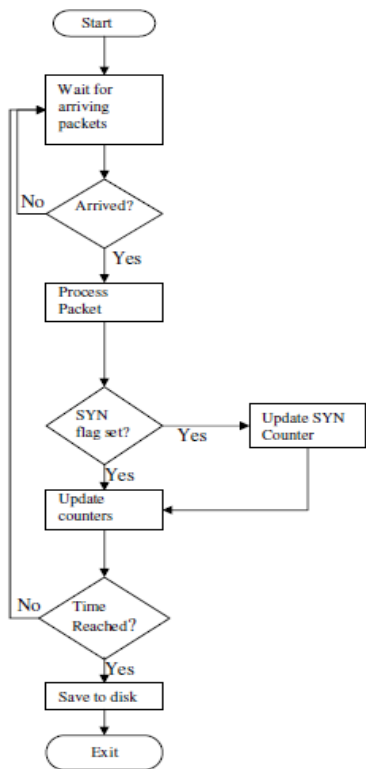 Start
Wait for
arriving
packets
No
Arrived?
Yes
Process
Packet
SYN
flag set?
Yes
Update SYN
Counter
Yes
Update
counters
No
Time
Reached?
Yes
Save to disk
Exit